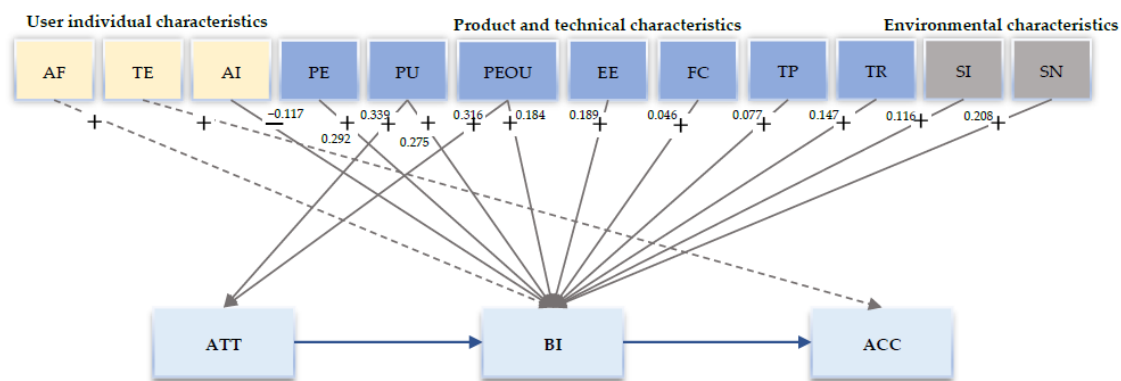 User individual characteristics Product and technical characteristics Environmental characteristics
AF TE AI PE PU PEOU EE FC TP TR SI SN
+ + −0.117 − 0.292 + 0.339 + + 0.275 0.316 + + 0.184 0.189 + 0.046 + 0.077 + 0.147 + 0.116 + 0.208 +
ATT BI ACC